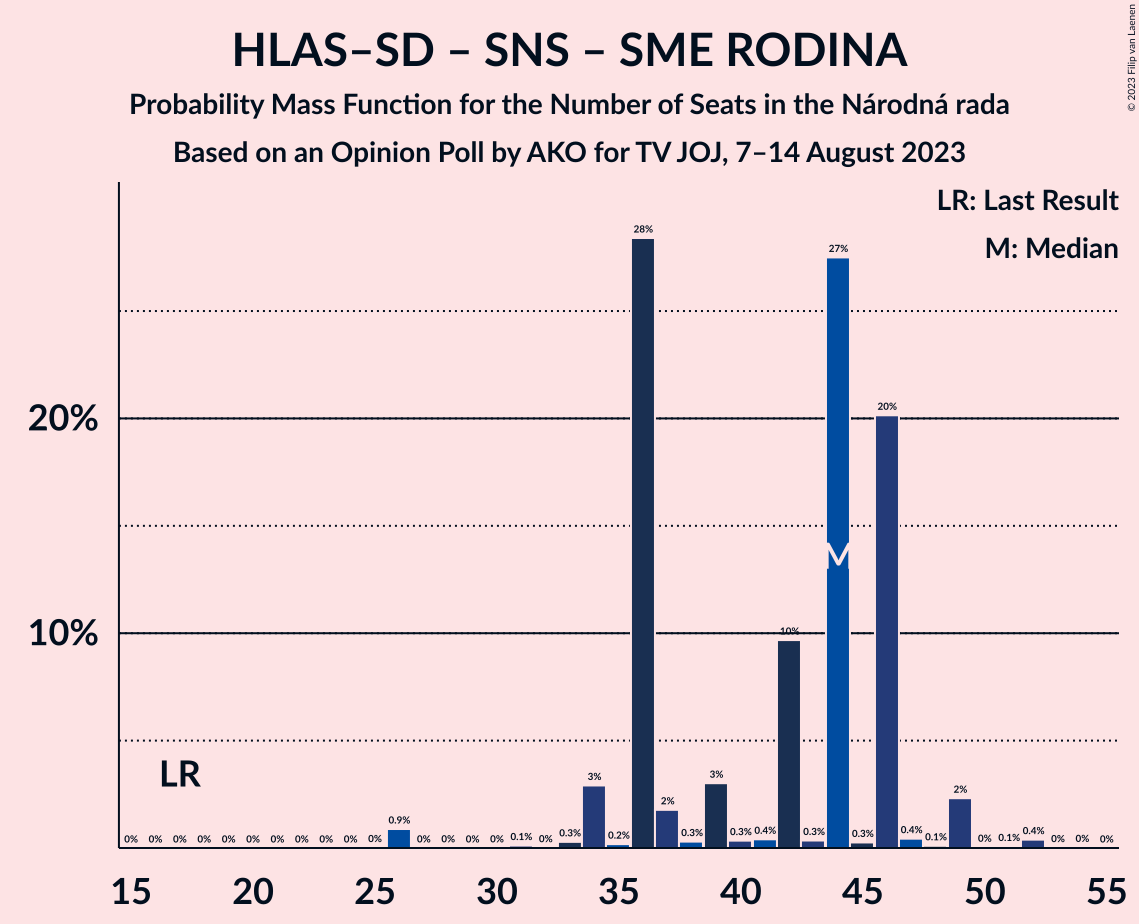 HLAS–SD – SNS – SME RODINA
Probability Mass Function for the Number of Seats in the Národná rada
Based on an Opinion Poll by AKO for TV JOJ, 7–14 August 2023
© 2023 Filip van Laenen
LR: Last Result
M: Median
20%
10%
LR
M
0% 0% 0% 0% 0% 0% 0% 0% 0% 0% 0% 0.9% 0% 0% 0% 0% 0.1% 0% 0.3% 3% 0.2% 28% 2% 0.3% 3% 0.3% 0.4% 10% 0.3% 27% 0.3% 20% 0.4% 0.1% 2% 0% 0.1% 0.4% 0% 0% 0%
15 20 25 30 35 40 45 50 55